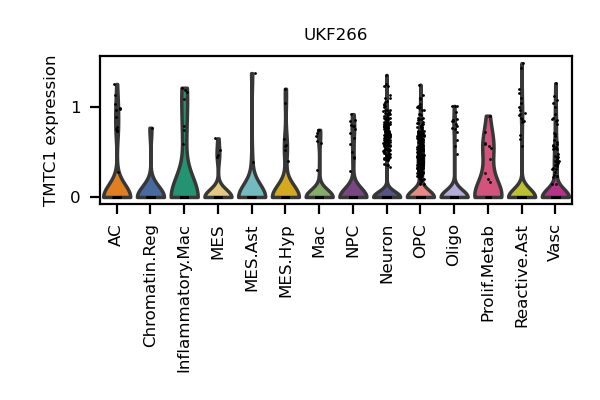 UKF266
TMTC1 expression
1
0
AC
Chromatin.Reg
Inflammatory.Mac
MES
MES.Ast
MES.Hyp
Mac
NPC
Neuron
OPC
Oligo
Prolif.Metab
Reactive.Ast
Vasc